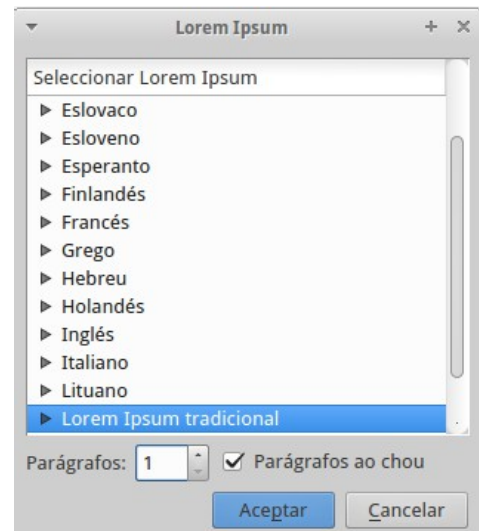 Lorem Ipsum
Seleccionar Lorem Ipsum
Eslovaco
Esloveno
Esperanto
Finlandés
Francés
Grego
Hebreu
Holandés
Inglés
Italiano
Lituano
Lorem Ipsum tradicional
Parágrafos: 1 Parágrafos ao chou
Aceptar Cancelar